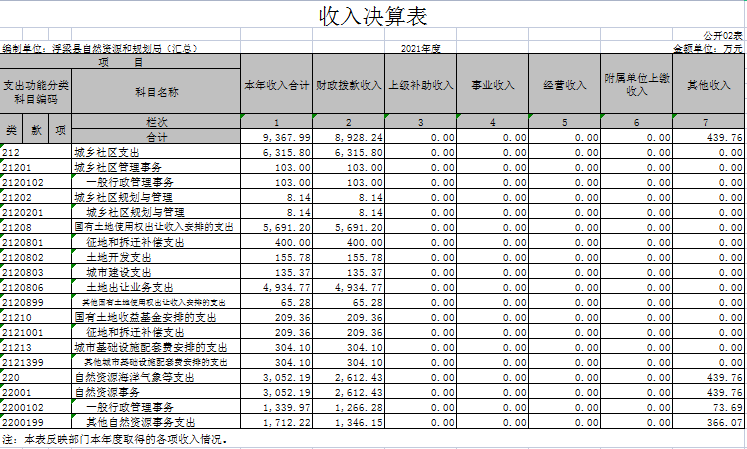 收入决算表
公开02表
编制单位：浮梁县自然资源和规划局（汇总） 2021年度 金额单位：万元
项 目 本年收入合计 财政拨款收入 上级补助收入 事业收入 经营收入 附属单位上缴收入 其他收入
支出功能分类科目编码 科目名称
类 款 项 栏次 1 2 3 4 5 6 7
合计 9,367.99 8,928.24 0.00 0.00 0.00 0.00 439.76
212 城乡社区支出 6,315.80 6,315.80 0.00 0.00 0.00 0.00 0.00
21201 城乡社区管理事务 103.00 103.00 0.00 0.00 0.00 0.00 0.00
2120102 一般行政管理事务 103.00 103.00 0.00 0.00 0.00 0.00 0.00
21202 城乡社区规划与管理 8.14 8.14 0.00 0.00 0.00 0.00 0.00
2120201 城乡社区规划与管理 8.14 8.14 0.00 0.00 0.00 0.00 0.00
21208 国有土地使用权出让收入安排的支出 5,691.20 5,691.20 0.00 0.00 0.00 0.00 0.00
2120801 征地和拆迁补偿支出 400.00 400.00 0.00 0.00 0.00 0.00 0.00
2120802 土地开发支出 155.78 155.78 0.00 0.00 0.00 0.00 0.00
2120803 城市建设支出 135.37 135.37 0.00 0.00 0.00 0.00 0.00
2120806 土地出让业务支出 4,934.77 4,934.77 0.00 0.00 0.00 0.00 0.00
2120899 其他国有土地使用权出让收入安排的支出 65.28 65.28 0.00 0.00 0.00 0.00 0.00
21210 国有土地收益基金安排的支出 209.36 209.36 0.00 0.00 0.00 0.00 0.00
2121001 征地和拆迁补偿支出 209.36 209.36 0.00 0.00 0.00 0.00 0.00
21213 城市基础设施配套费安排的支出 304.10 304.10 0.00 0.00 0.00 0.00 0.00
2121399 其他城市基础设施配套费安排的支出 304.10 304.10 0.00 0.00 0.00 0.00 0.00
220 自然资源海洋气象等支出 3,052.19 2,612.43 0.00 0.00 0.00 0.00 439.76
22001 自然资源事务 3,052.19 2,612.43 0.00 0.00 0.00 0.00 439.76
2200102 一般行政管理事务 1,339.97 1,266.28 0.00 0.00 0.00 0.00 73.69
2200199 其他自然资源事务支出 1,712.22 1,346.15 0.00 0.00 0.00 0.00 366.07
注：本表反映部门本年度取得的各项收入情况。